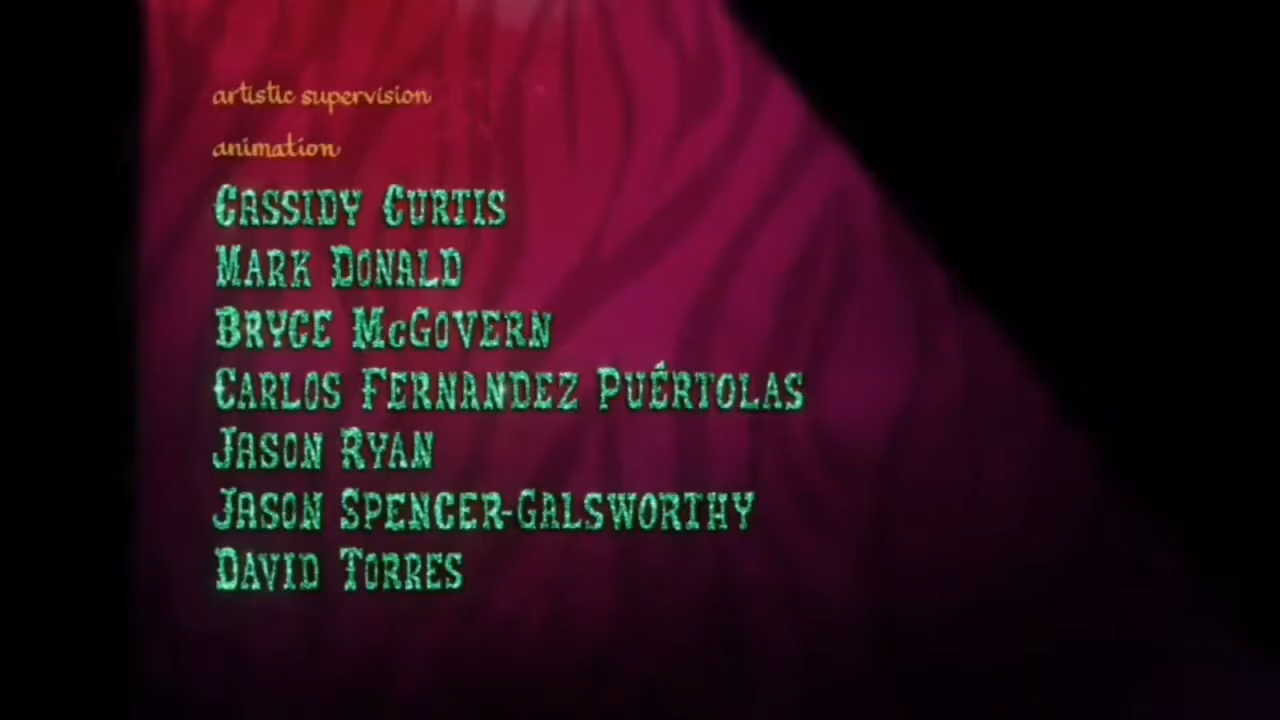 artistic supervision
animation
CASSIDY CURTIS
MARK DONALD
BRYCE MCGOVERN
CARLOS FERNANDEZ PUÉRTOLAS
JASON RYAN
JASON SPENCER-GALSWORTHY
DAVID TORRES